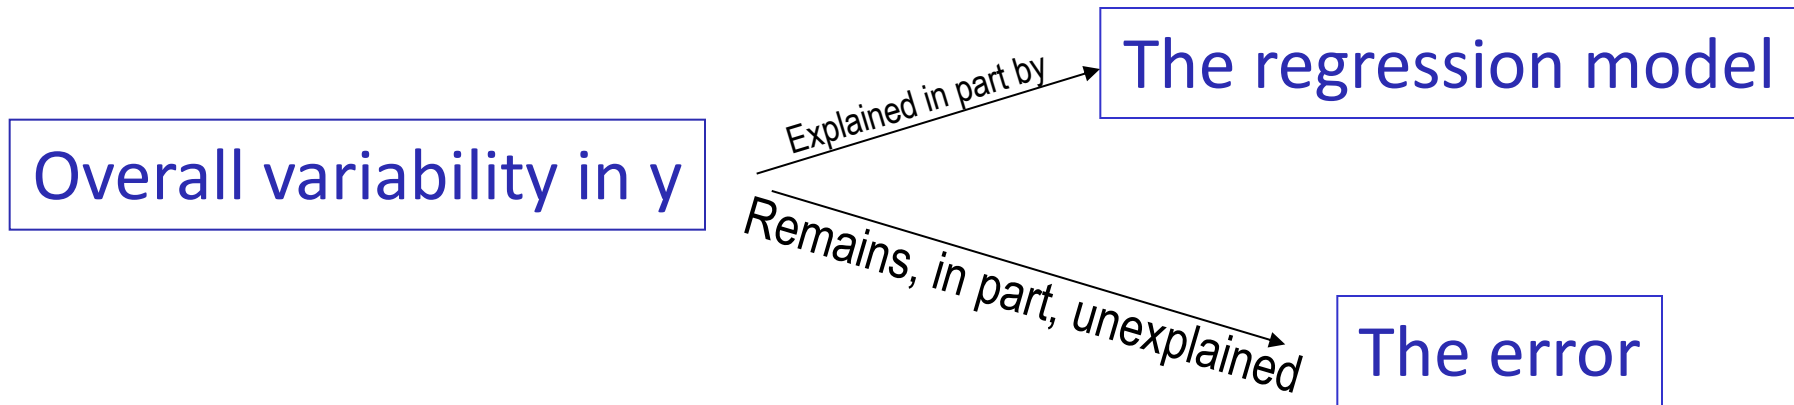 The regression model
Explained in part by
Overall variability in y
Remains, in part, unexplained
The error